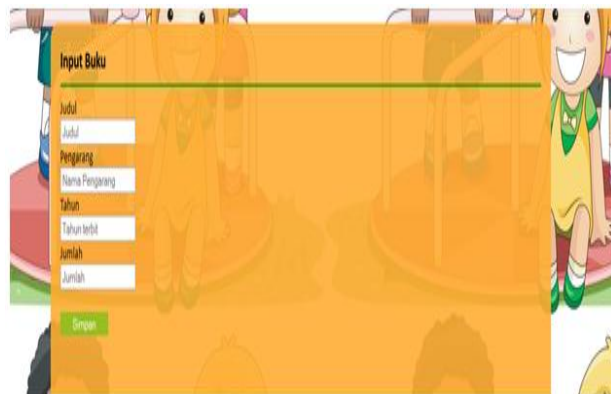 Input Buku
Judul
Judul
Pengarang
Nama Pengarang
Tahun
Tahun terbit
Jumlah
Jumlah
Simpan